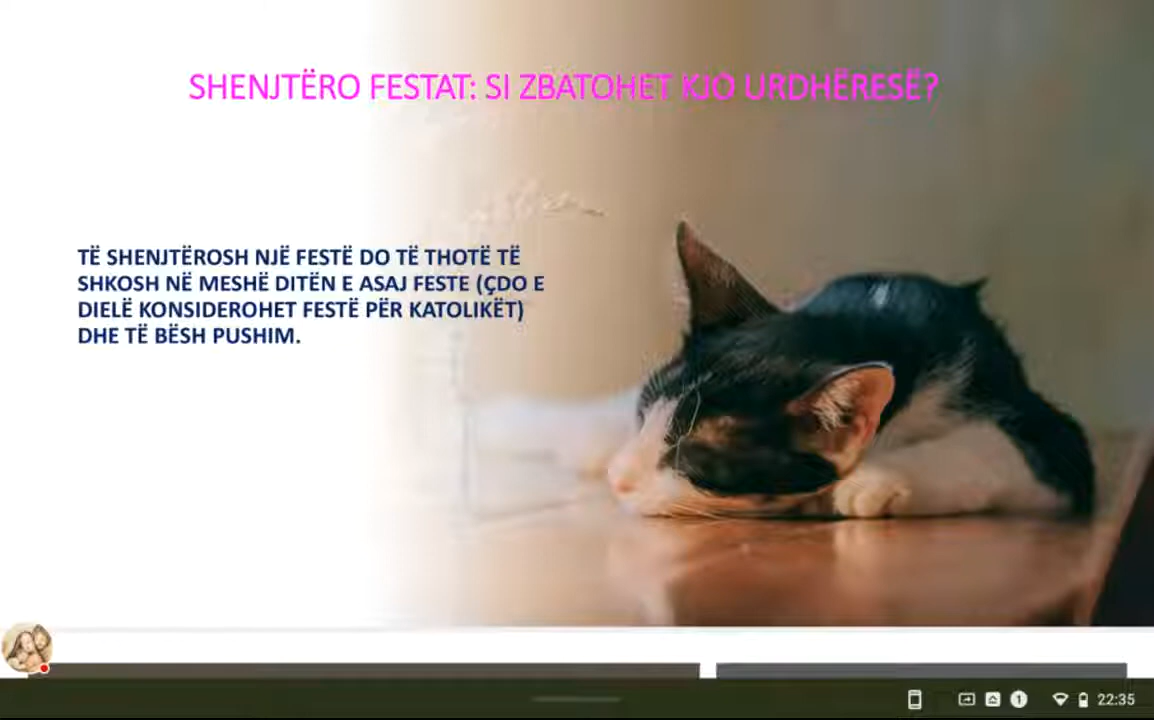 SHENJTËRO FESTAT: SI ZBATOHET KJO URDHËRESË?
TË SHENJTËROSH NJË FESTË DO TË THOTË TË
SHKOSH NË MESHË DITËN E ASAJ FESTE (ÇDO E
DIELË KONSIDEROHET FESTË PËR KATOLIKËT)
DHE TË BËSH PUSHIM.
1
22:35